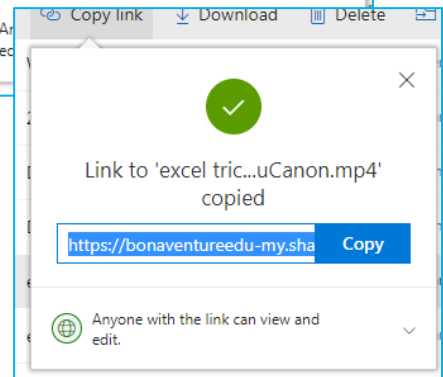 Copy link Download Delete
Link to 'excel tric...uCanon.mp4'
copied
https://bonaventureedu-my.sha Copy
Anyone with the link can view and
edit.